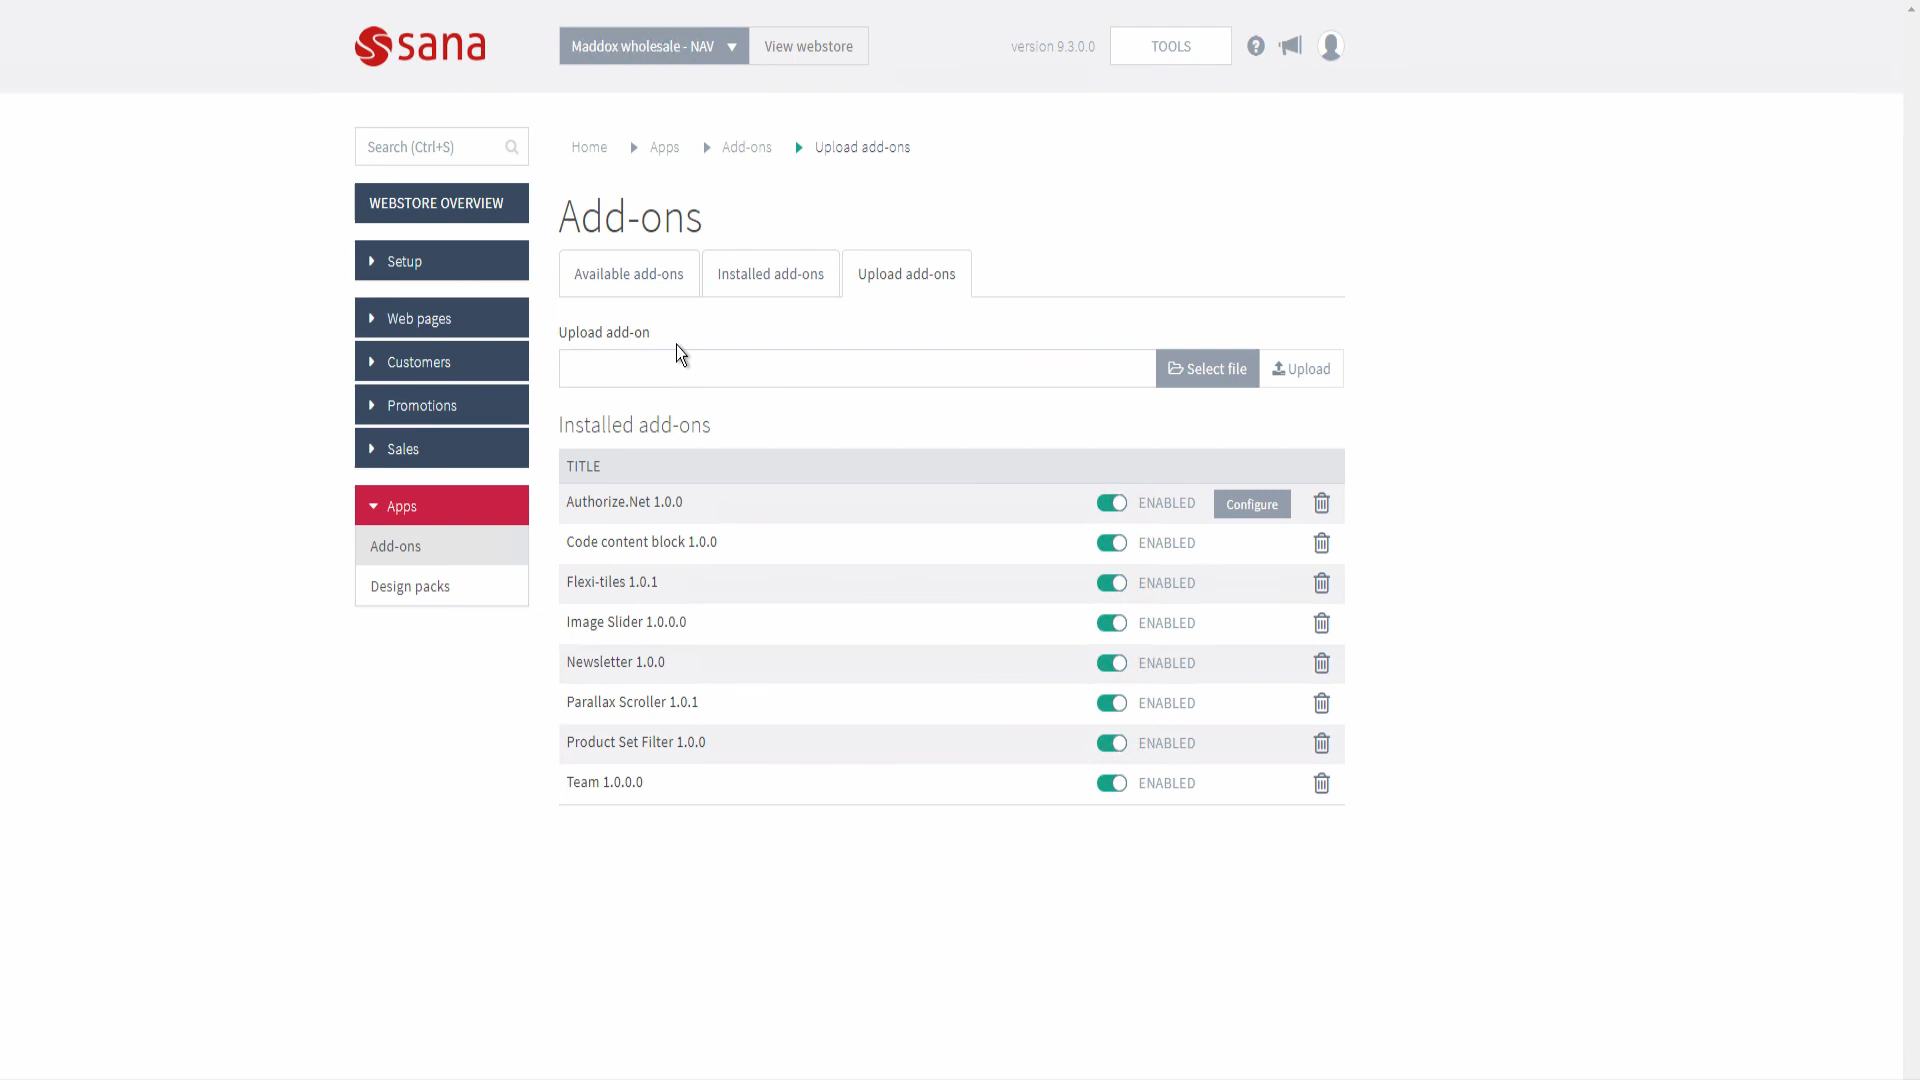 sana
Maddox wholesale - NAV
View webstore
version 9.3.0.0
TOOLS
Search (Ctrl+S)
Home Apps Add-ons Upload add-ons
WEBSTORE OVERVIEW
Setup
Web pages
Customers
Promotions
Sales
Apps
Add-ons
Design packs
Add-ons
Available add-ons
Installed add-ons
Upload add-ons
Upload add-on
Select file
Upload
Installed add-ons
TITLE
Authorize.Net 1.0.0 ENABLED Configure
Code content block 1.0.0 ENABLED
Flexi-tiles 1.0.1 ENABLED
Image Slider 1.0.0.0 ENABLED
Newsletter 1.0.0 ENABLED
Parallax Scroller 1.0.1 ENABLED
Product Set Filter 1.0.0 ENABLED
Team 1.0.0.0 ENABLED